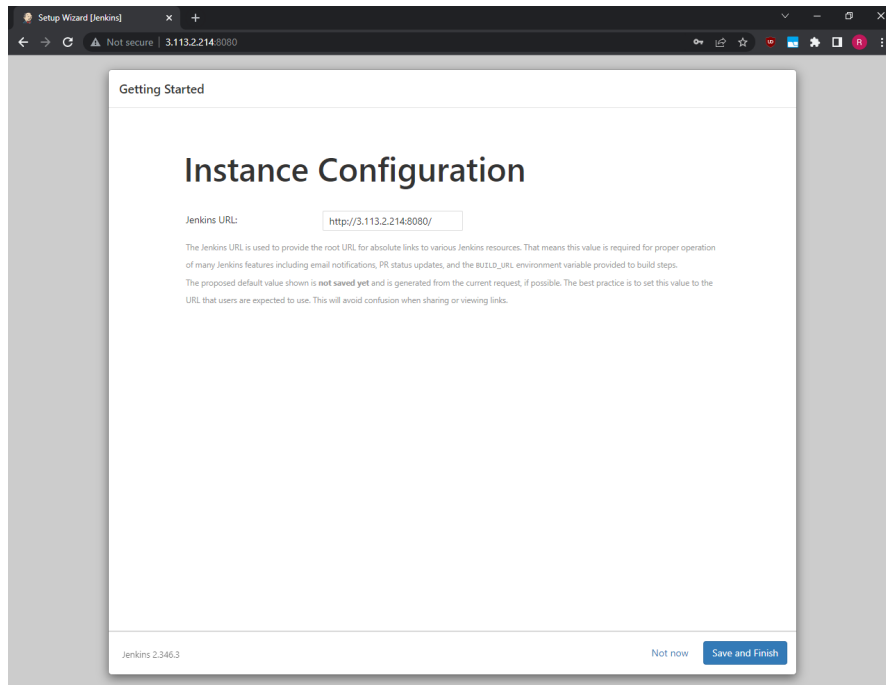 Setup Wizard [Jenkins]
Not secure | 3.113.2.214:8080
R
Getting Started
Instance Configuration
Jenkins URL: http://3.113.2.214:8080/
The Jenkins URL is used to provide the root URL for absolute links to various Jenkins resources. That means this value is required for proper operation
of many Jenkins features including email notifications, PR status updates, and the BUILD_URL environment variable provided to build steps.
The proposed default value shown is not saved yet and is generated from the current request, if possible. The best practice is to set this value to the
URL that users are expected to use. This will avoid confusion when sharing or viewing links.
Jenkins 2.346.3 Not now Save and Finish